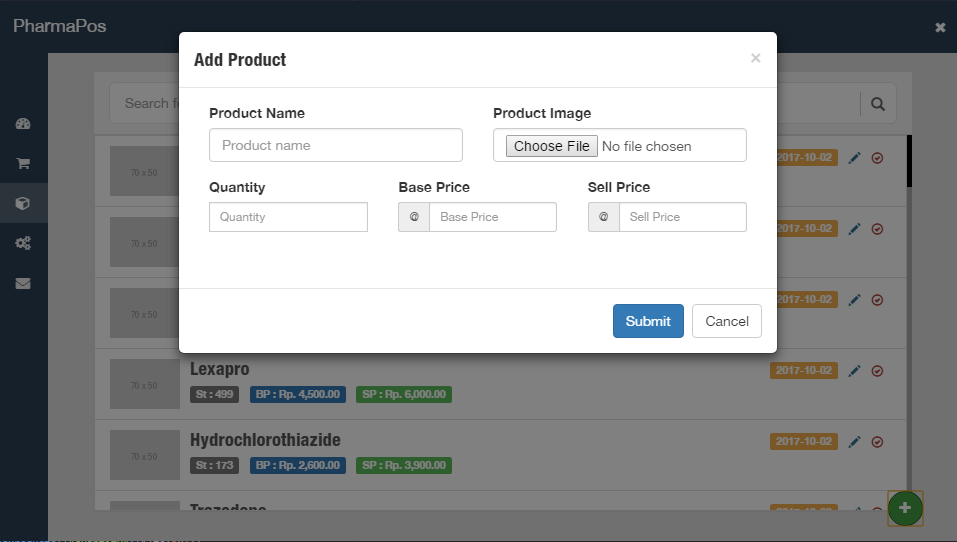 PharmaPos
Add Product
×
Search
Product Name
Product Image
Product name
Choose File No file chosen
Quantity
Base Price
Sell Price
Quantity
@ Base Price
@ Sell Price
Submit
Cancel
70 x 50
2017-10-02
70 x 50
2017-10-02
70 x 50
2017-10-02
70 x 50
Lexapro
St : 499
BP : Rp. 4,500.00
SP : Rp. 6,000.00
2017-10-02
70 x 50
Hydrochlorothiazide
St : 173
BP : Rp. 2,600.00
SP : Rp. 3,900.00
2017-10-02
Trazodone
2017-10-02